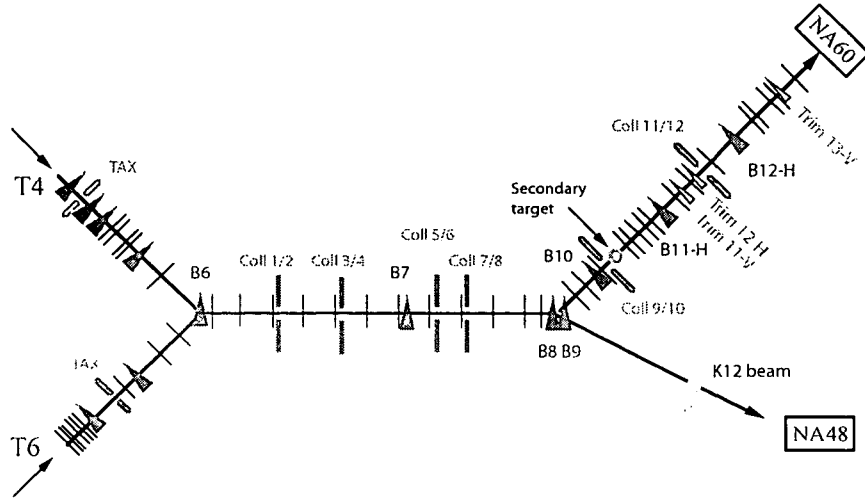 NA60
Trim 13-V
Coll 11/12
B12-H
TAX
T4
Secondary
target
Trim 12 H
Trim 11-V
B11-H
Coll 5/6
B6
Coll 1/2
Coll 3/4
B7
Coll 7/8
B10
Coll 9/10
B8 B9
TAX
K12 beam
T6
NA48